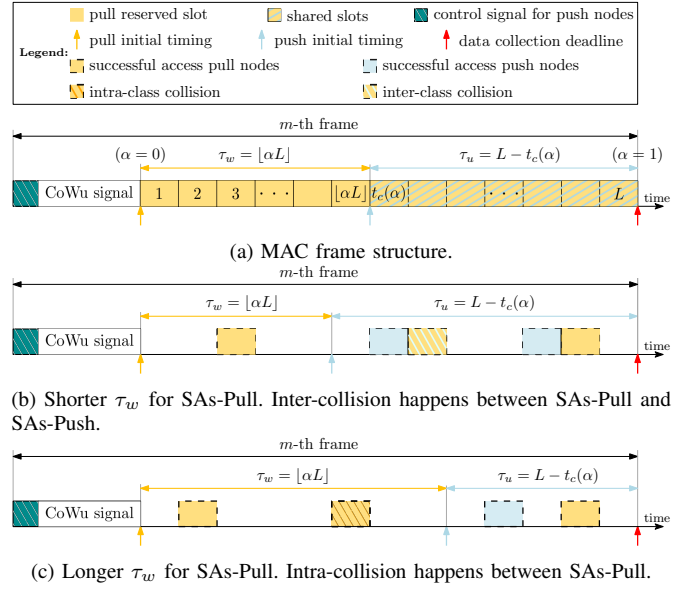 pull reserved slot shared slots control signal for push nodes
Legend: pull initial timing push initial timing data collection deadline
successful access pull nodes successful access push nodes
intra-class collision inter-class collision
m-th frame
(α = 0) τ_w = ⌊αL⌋ τ_u = L − t_c(α) (α = 1)
CoWu signal 1 2 3 · · · ⌊αL⌋ t_c(α) · · · L time
(a) MAC frame structure.
m-th frame
τ_w = ⌊αL⌋ τ_u = L − t_c(α)
CoWu signal time
(b) Shorter τ_w for SAs-Pull. Inter-collision happens between SAs-Pull and
SAs-Push.
m-th frame
τ_w = ⌊αL⌋ τ_u = L − t_c(α)
CoWu signal time
(c) Longer τ_w for SAs-Pull. Intra-collision happens between SAs-Pull.